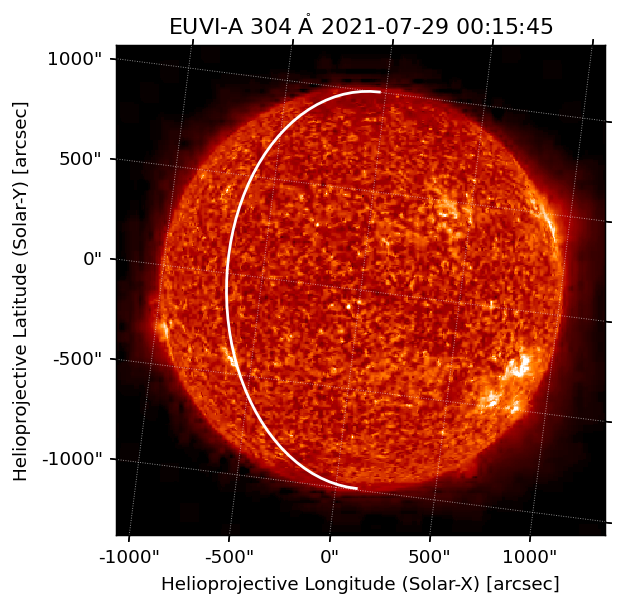 EUVI-A 304 Å 2021-07-29 00:15:45
1000"
500"
0"
-500"
-1000"
Helioprojective Latitude (Solar-Y) [arcsec]
-1000" -500" 0" 500" 1000"
Helioprojective Longitude (Solar-X) [arcsec]